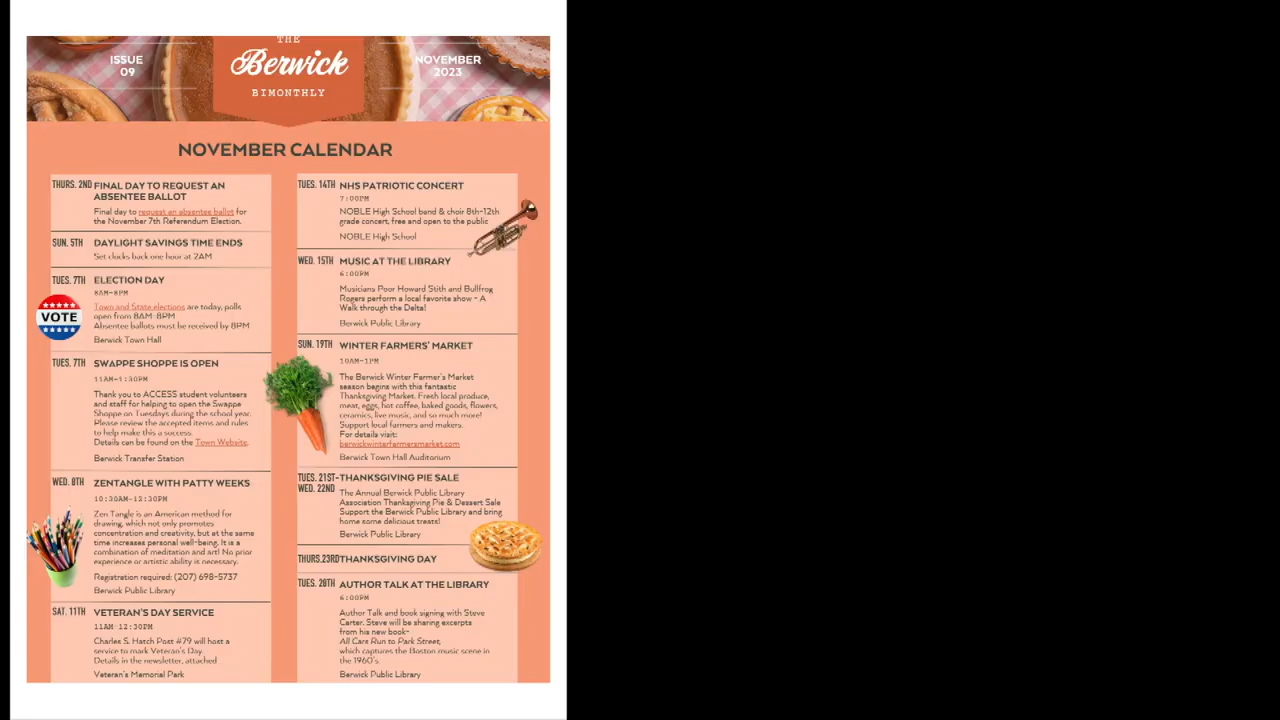 THE
ISSUE
09
Berwick
BIMONTHLY
NOVEMBER
2023
NOVEMBER CALENDAR
THURS. 2ND FINAL DAY TO REQUEST AN
ABSENTEE BALLOT
Final day to request an absentee ballot for
the November 7th Referendum Election.
SUN. 5TH DAYLIGHT SAVINGS TIME ENDS
Set clocks back one hour at 2AM
TUES. 7TH ELECTION DAY
8AM-8PM
Town and State elections are today, polls
open from 8AM-8PM
Absentee ballots must be received by 8PM
Berwick Town Hall
VOTE
TUES. 7TH SWAPPE SHOPPE IS OPEN
11AM-1:30PM
Thank you to ACCESS student volunteers
and staff for helping to open the Swappe
Shoppe on Tuesdays during the school year.
Please review the accepted items and rules
to help make this a success.
Details can be found on the Town Website.
Berwick Transfer Station
WED. 8TH ZENTANGLE WITH PATTY WEEKS
10:30AM-12:30PM
Zen Tangle is an American method for
drawing, which not only promotes
concentration and creativity, but at the same
time increases personal well-being. It is a
combination of meditation and art! No prior
experience or artistic ability is necessary.
Registration required: (207) 698-5737
Berwick Public Library
SAT. 11TH VETERAN'S DAY SERVICE
11AM-12:30PM
Charles S. Hatch Post #79 will host a
service to mark Veteran's Day.
Details in the newsletter, attached
Veteran's Memorial Park
TUES. 14TH NHS PATRIOTIC CONCERT
7:00PM
NOBLE High School band & choir 8th-12th
grade concert, free and open to the public
NOBLE High School
WED. 15TH MUSIC AT THE LIBRARY
6:00PM
Musicians Poor Howard Stith and Bullfrog
Rogers perform a local favorite show - A
Walk through the Delta!
Berwick Public Library
SUN. 19TH WINTER FARMERS' MARKET
10AM-1PM
The Berwick Winter Farmer's Market
season begins with this fantastic
Thanksgiving Market. Fresh local produce,
meat, eggs, hot coffee, baked goods, flowers,
ceramics, live music, and so much more!
Support local farmers and makers.
For details visit:
berwickwinterfarmersmarket.com
Berwick Town Hall Auditorium
TUES. 21ST- THANKSGIVING PIE SALE
WED. 22ND
The Annual Berwick Public Library
Association Thanksgiving Pie & Dessert Sale
Support the Berwick Public Library and bring
home some delicious treats!
Berwick Public Library
THURS. 23RD THANKSGIVING DAY
TUES. 28TH AUTHOR TALK AT THE LIBRARY
6:00PM
Author Talk and book signing with Steve
Carter. Steve will be sharing excerpts
from his new book-
All Cars Run to Park Street,
which captures the Boston music scene in
the 1960's.
Berwick Public Library